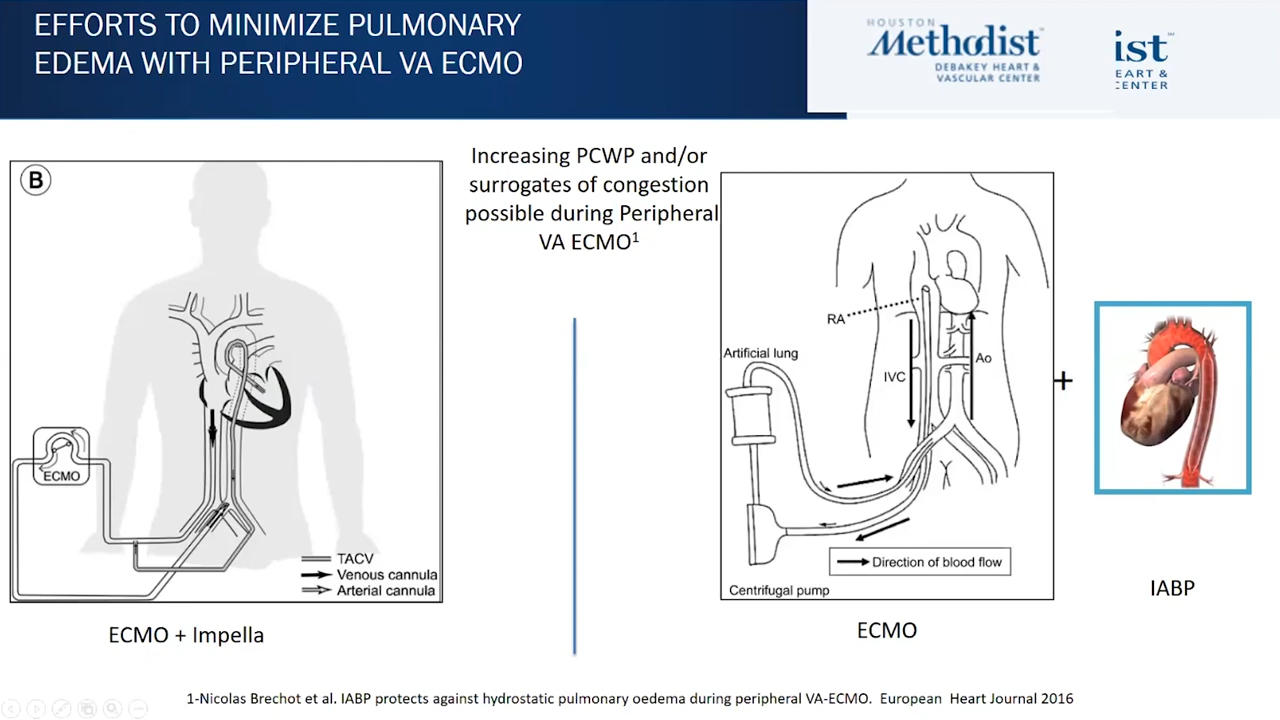 EFFORTS TO MINIMIZE PULMONARY
EDEMA WITH PERIPHERAL VA ECMO
HOUSTON
Methodist
DEBAKEY HEART &
VASCULAR CENTER
ist
EART &
CENTER
B
ECMO
TACV
Venous cannula
Arterial cannula
ECMO + Impella
Increasing PCWP and/or
surrogates of congestion
possible during Peripheral
VA ECMO1
RA
Artificial lung
IVC
Ao
Direction of blood flow
Centrifugal pump
ECMO
+
IABP
1-Nicolas Brechot et al. IABP protects against hydrostatic pulmonary oedema during peripheral VA-ECMO. European Heart Journal 2016